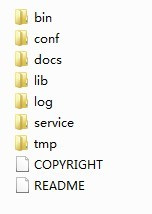 bin
conf
docs
lib
log
service
tmp
COPYRIGHT
README